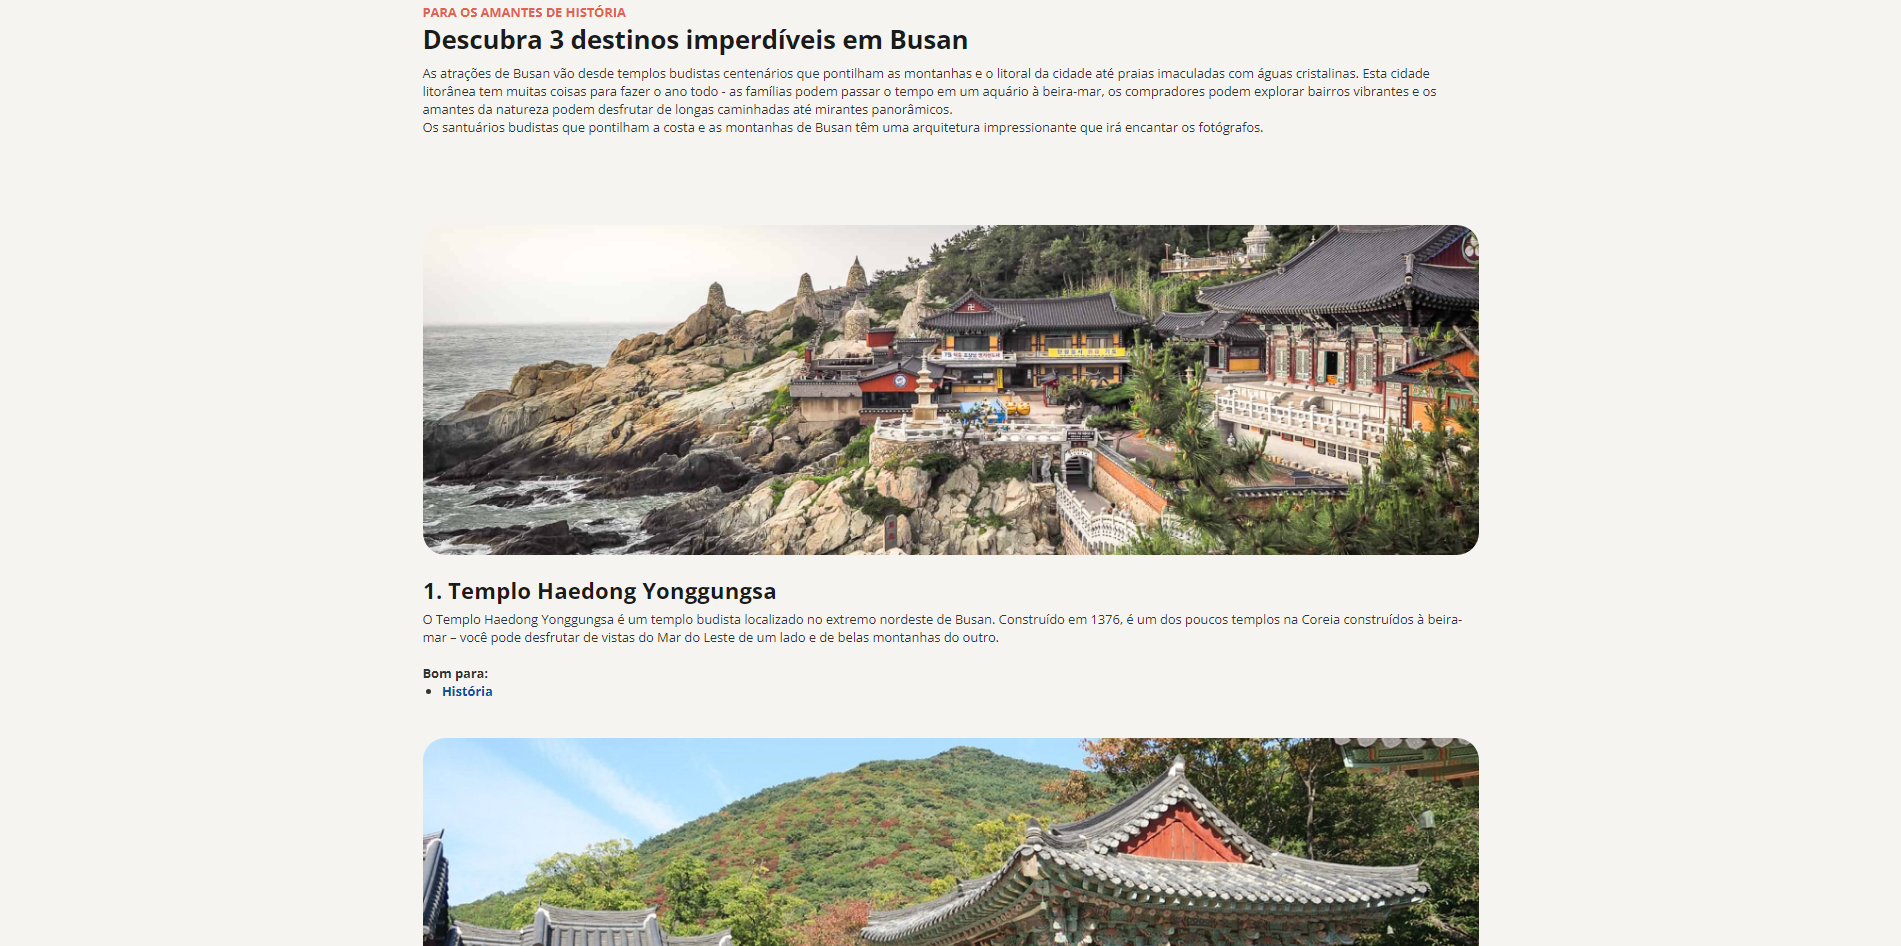 PARA OS AMANTES DE HISTÓRIA
Descubra 3 destinos imperdíveis em Busan
As atrações de Busan vão desde templos budistas centenários que pontilham as montanhas e o litoral da cidade até praias imaculadas com águas cristalinas. Esta cidade
litorânea tem muitas coisas para fazer o ano todo - as famílias podem passar o tempo em um aquário à beira-mar, os compradores podem explorar bairros vibrantes e os
amantes da natureza podem desfrutar de longas caminhadas até mirantes panorâmicos.
Os santuários budistas que pontilham a costa e as montanhas de Busan têm uma arquitetura impressionante que irá encantar os fotógrafos.
1. Templo Haedong Yonggungsa
O Templo Haedong Yonggungsa é um templo budista localizado no extremo nordeste de Busan. Construído em 1376, é um dos poucos templos na Coreia construídos à beira-
mar – você pode desfrutar de vistas do Mar do Leste de um lado e de belas montanhas do outro.
Bom para:
• História